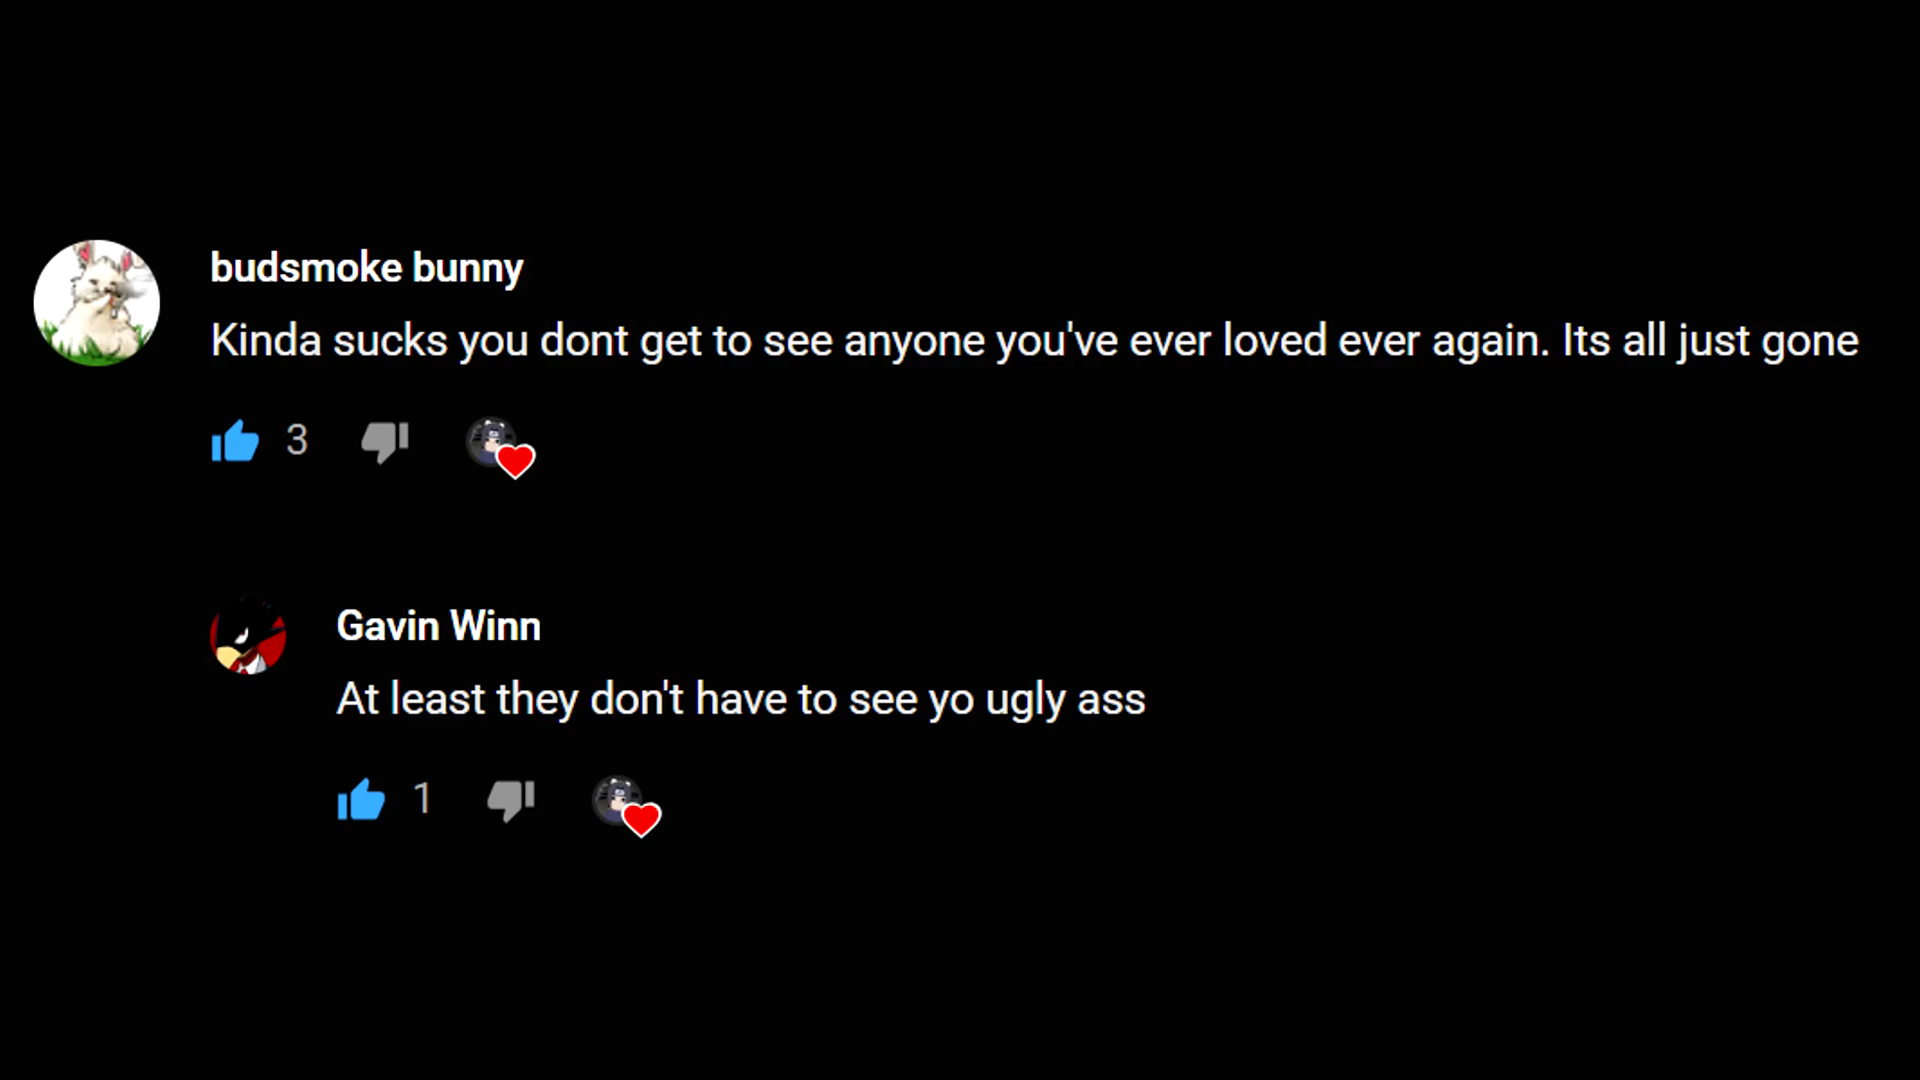 budsmoke bunny
Kinda sucks you dont get to see anyone you've ever loved ever again. Its all just gone
3
Gavin Winn
At least they don't have to see yo ugly ass
1